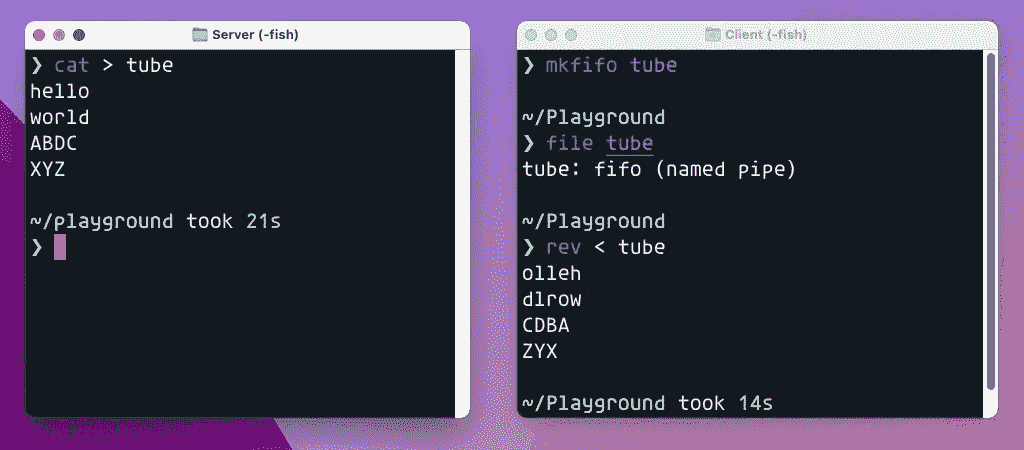 Server (-fish)
❯ cat > tube
hello
world
ABDC
XYZ
~/playground took 21s
❯
Client (-fish)
❯ mkfifo tube
~/Playground
❯ file tube
tube: fifo (named pipe)
~/Playground
❯ rev < tube
olleh
dlrow
CDBA
ZYX
~/Playground took 14s